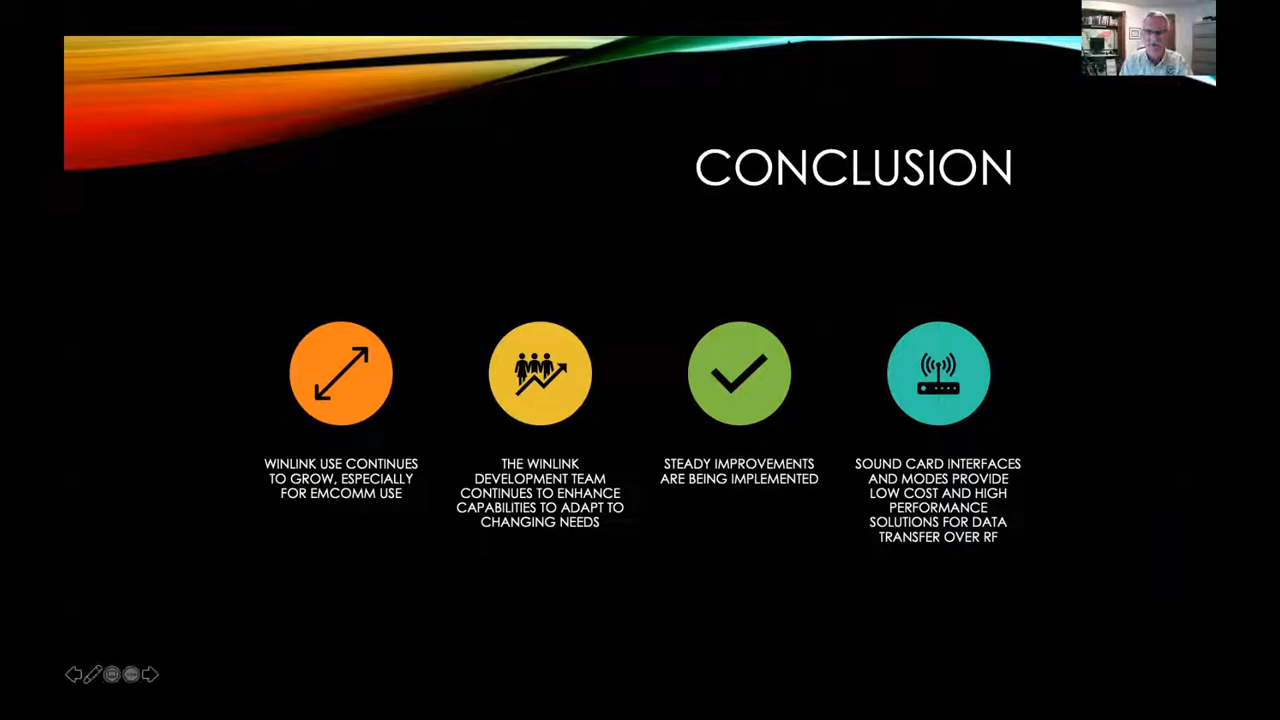 CONCLUSION
WINLINK USE CONTINUES
TO GROW, ESPECIALLY
FOR EMCOMM USE
THE WINLINK
DEVELOPMENT TEAM
CONTINUES TO ENHANCE
CAPABILITIES TO ADAPT TO
CHANGING NEEDS
STEADY IMPROVEMENTS
ARE BEING IMPLEMENTED
SOUND CARD INTERFACES
AND MODES PROVIDE
LOW COST AND HIGH
PERFORMANCE
SOLUTIONS FOR DATA
TRANSFER OVER RF